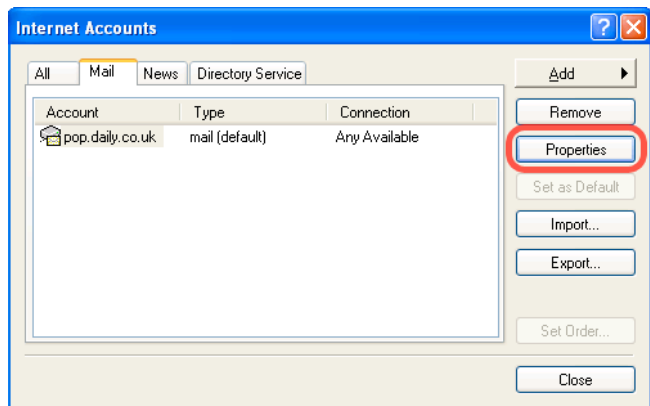 Internet Accounts
All Mail News Directory Service
Add
Account Type Connection
Remove
pop.daily.co.uk mail (default) Any Available
Properties
Set as Default
Import...
Export...
Set Order...
Close